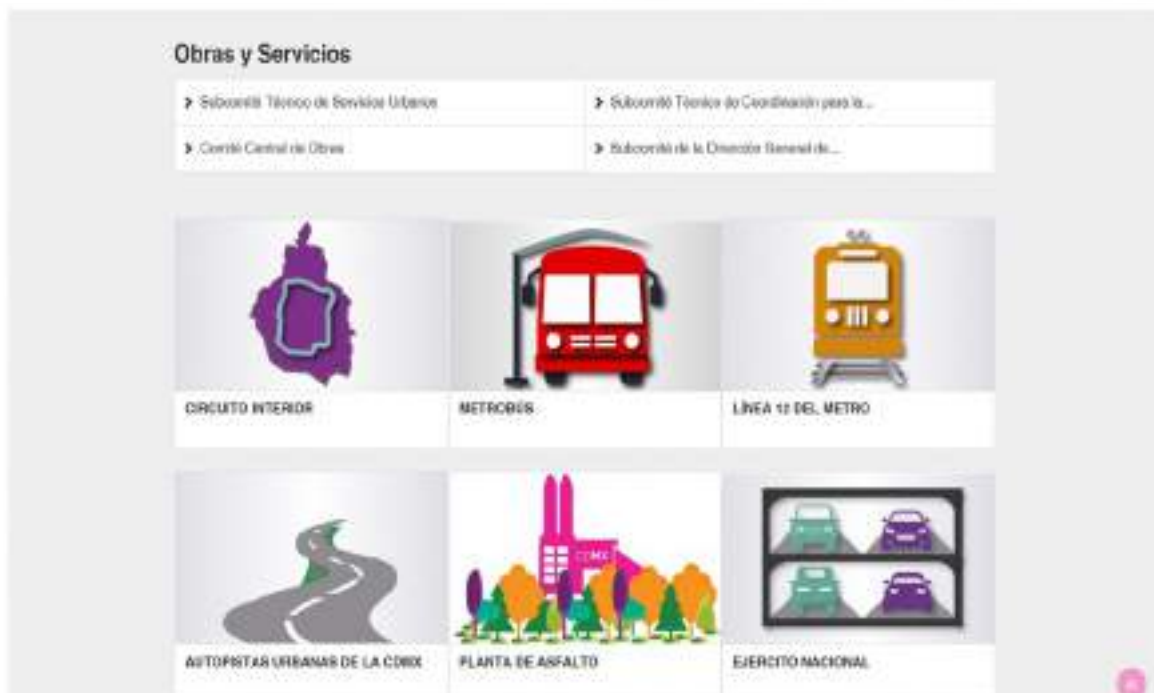 Obras y Servicios
Subcomité Técnico de Servicios Urbanos
Subcomité Técnico de Coordinación para la...
Comité Central de Obras
Subcomité de la Dirección General de...
CIRCUITO INTERIOR
METROBÚS
LÍNEA 12 DEL METRO
CDMX
AUTOPISTAS URBANAS DE LA CDMX
PLANTA DE ASFALTO
EJERCITO NACIONAL